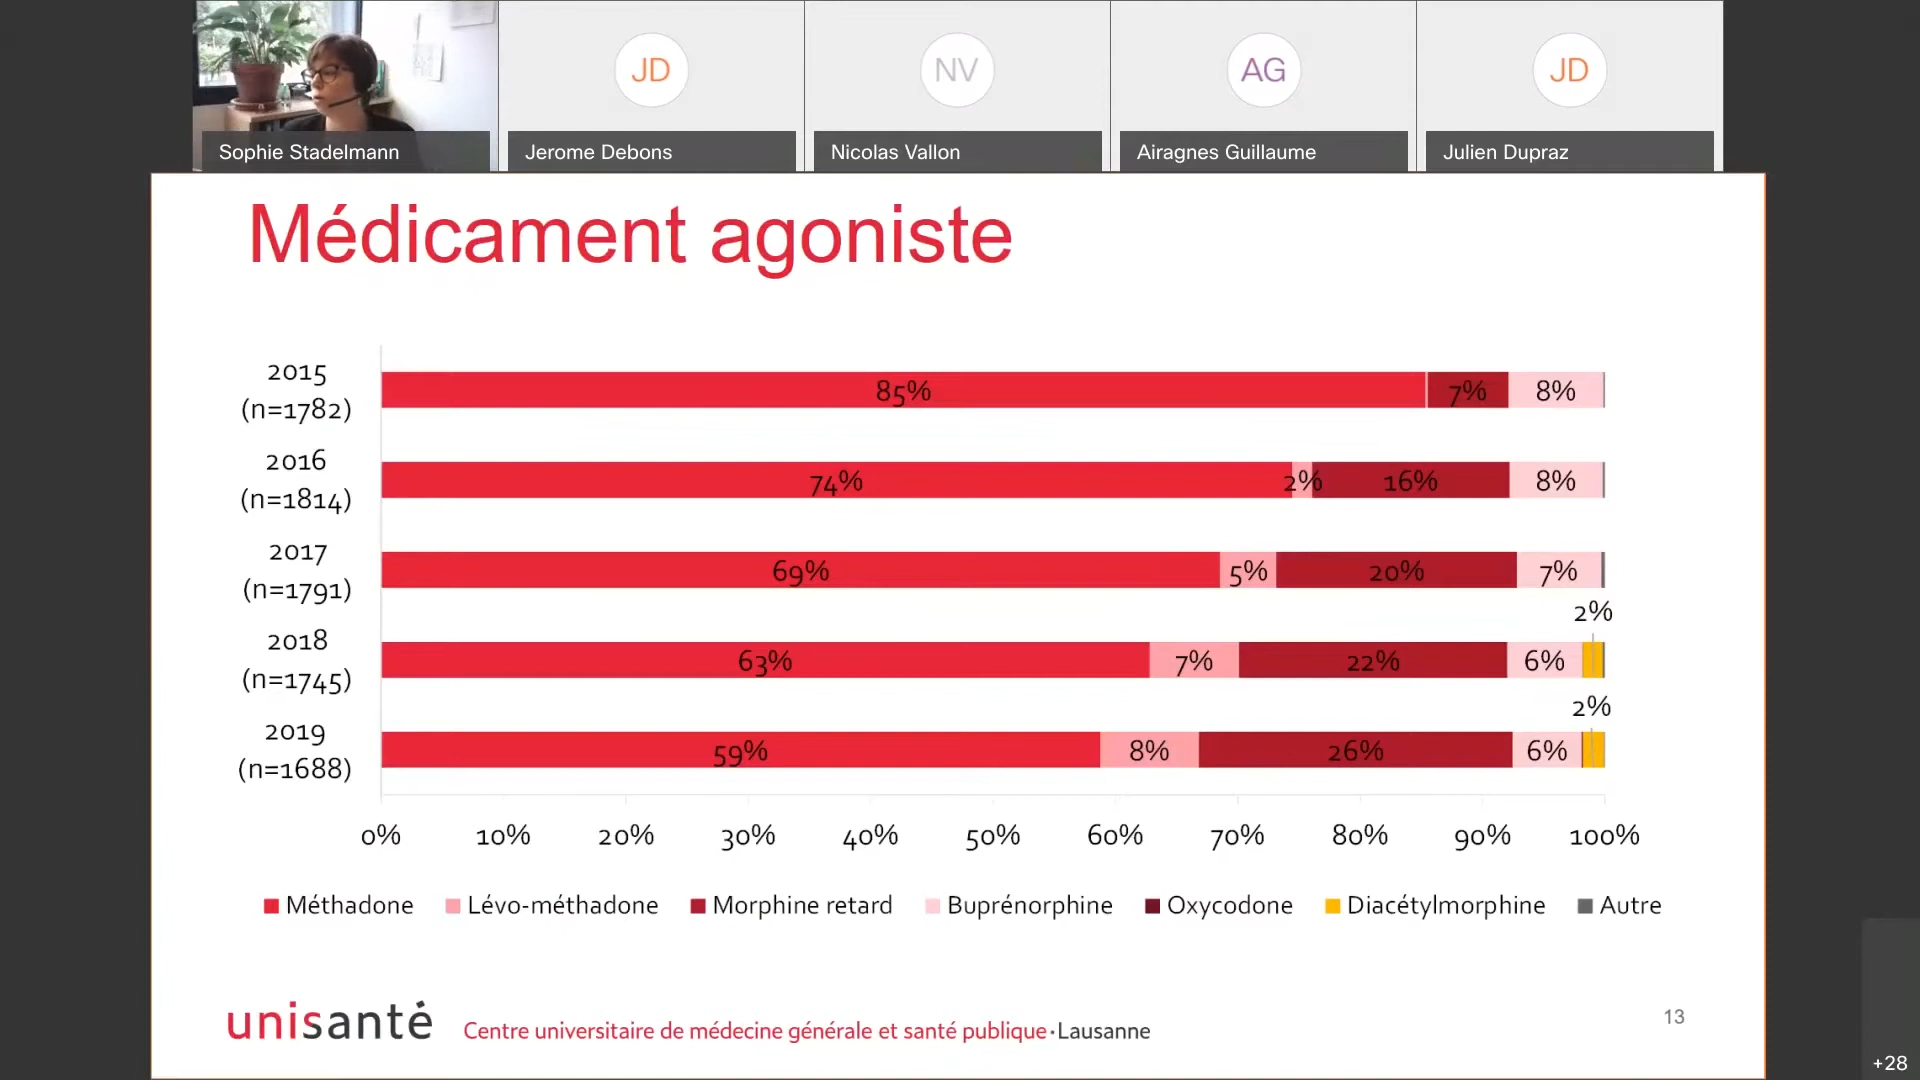 JD
NV
AG
JD
Sophie Stadelmann
Jerome Debons
Nicolas Vallon
Airagnes Guillaume
Julien Dupraz
Médicament agoniste
2015
(n=1782)
85%
7%
8%
2016
(n=1814)
74%
2%
16%
8%
2017
(n=1791)
69%
5%
20%
7%
2%
2018
(n=1745)
63%
7%
22%
6%
2%
2019
(n=1688)
59%
8%
26%
6%
0% 10% 20% 30% 40% 50% 60% 70% 80% 90% 100%
Méthadone Lévo-méthadone Morphine retard Buprénorphine Oxycodone Diacétylmorphine Autre
unisanté Centre universitaire de médecine générale et santé publique·Lausanne
13
+28